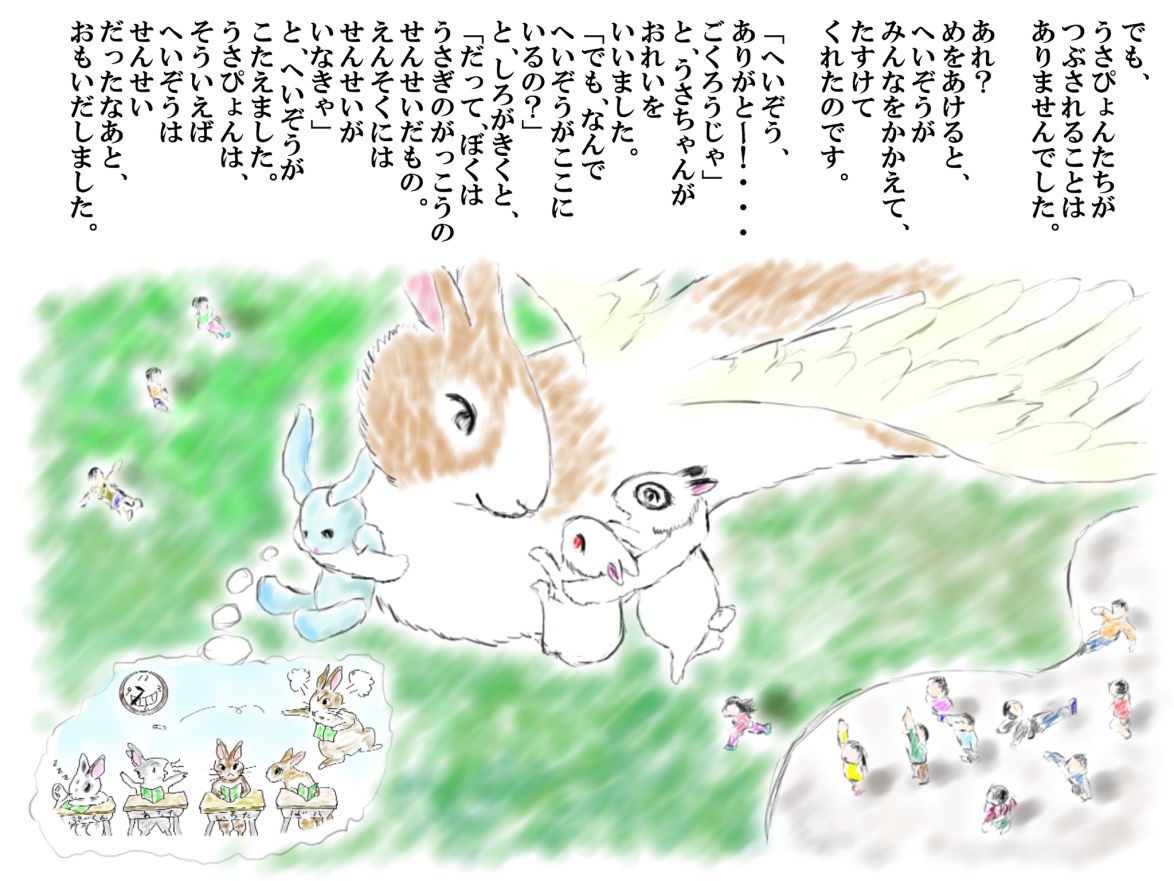 でも、
うさぴょんたちが
つぶされることは
ありませんでした。
あれ？
めをあけると、
へいぞうが
みんなをかかえて、
たすけて
くれたのです。
「へいぞう、
ありがと～！・・・
ごくろうじゃ」
と、うさちゃんが
おれいを
いいました。
「でも、なんで
へいぞうがここに
いるの？」
と、しろがきくと、
「だって、ぼくは
うさぎのがっこうの
せんせいだもの。
えんそくには
せんせいが
いなきゃ」
と、へいぞうが
こたえました。
うさぴょんは、
そういえば
へいぞうは
せんせい
だったなあと、
おもいだしました。
zzz